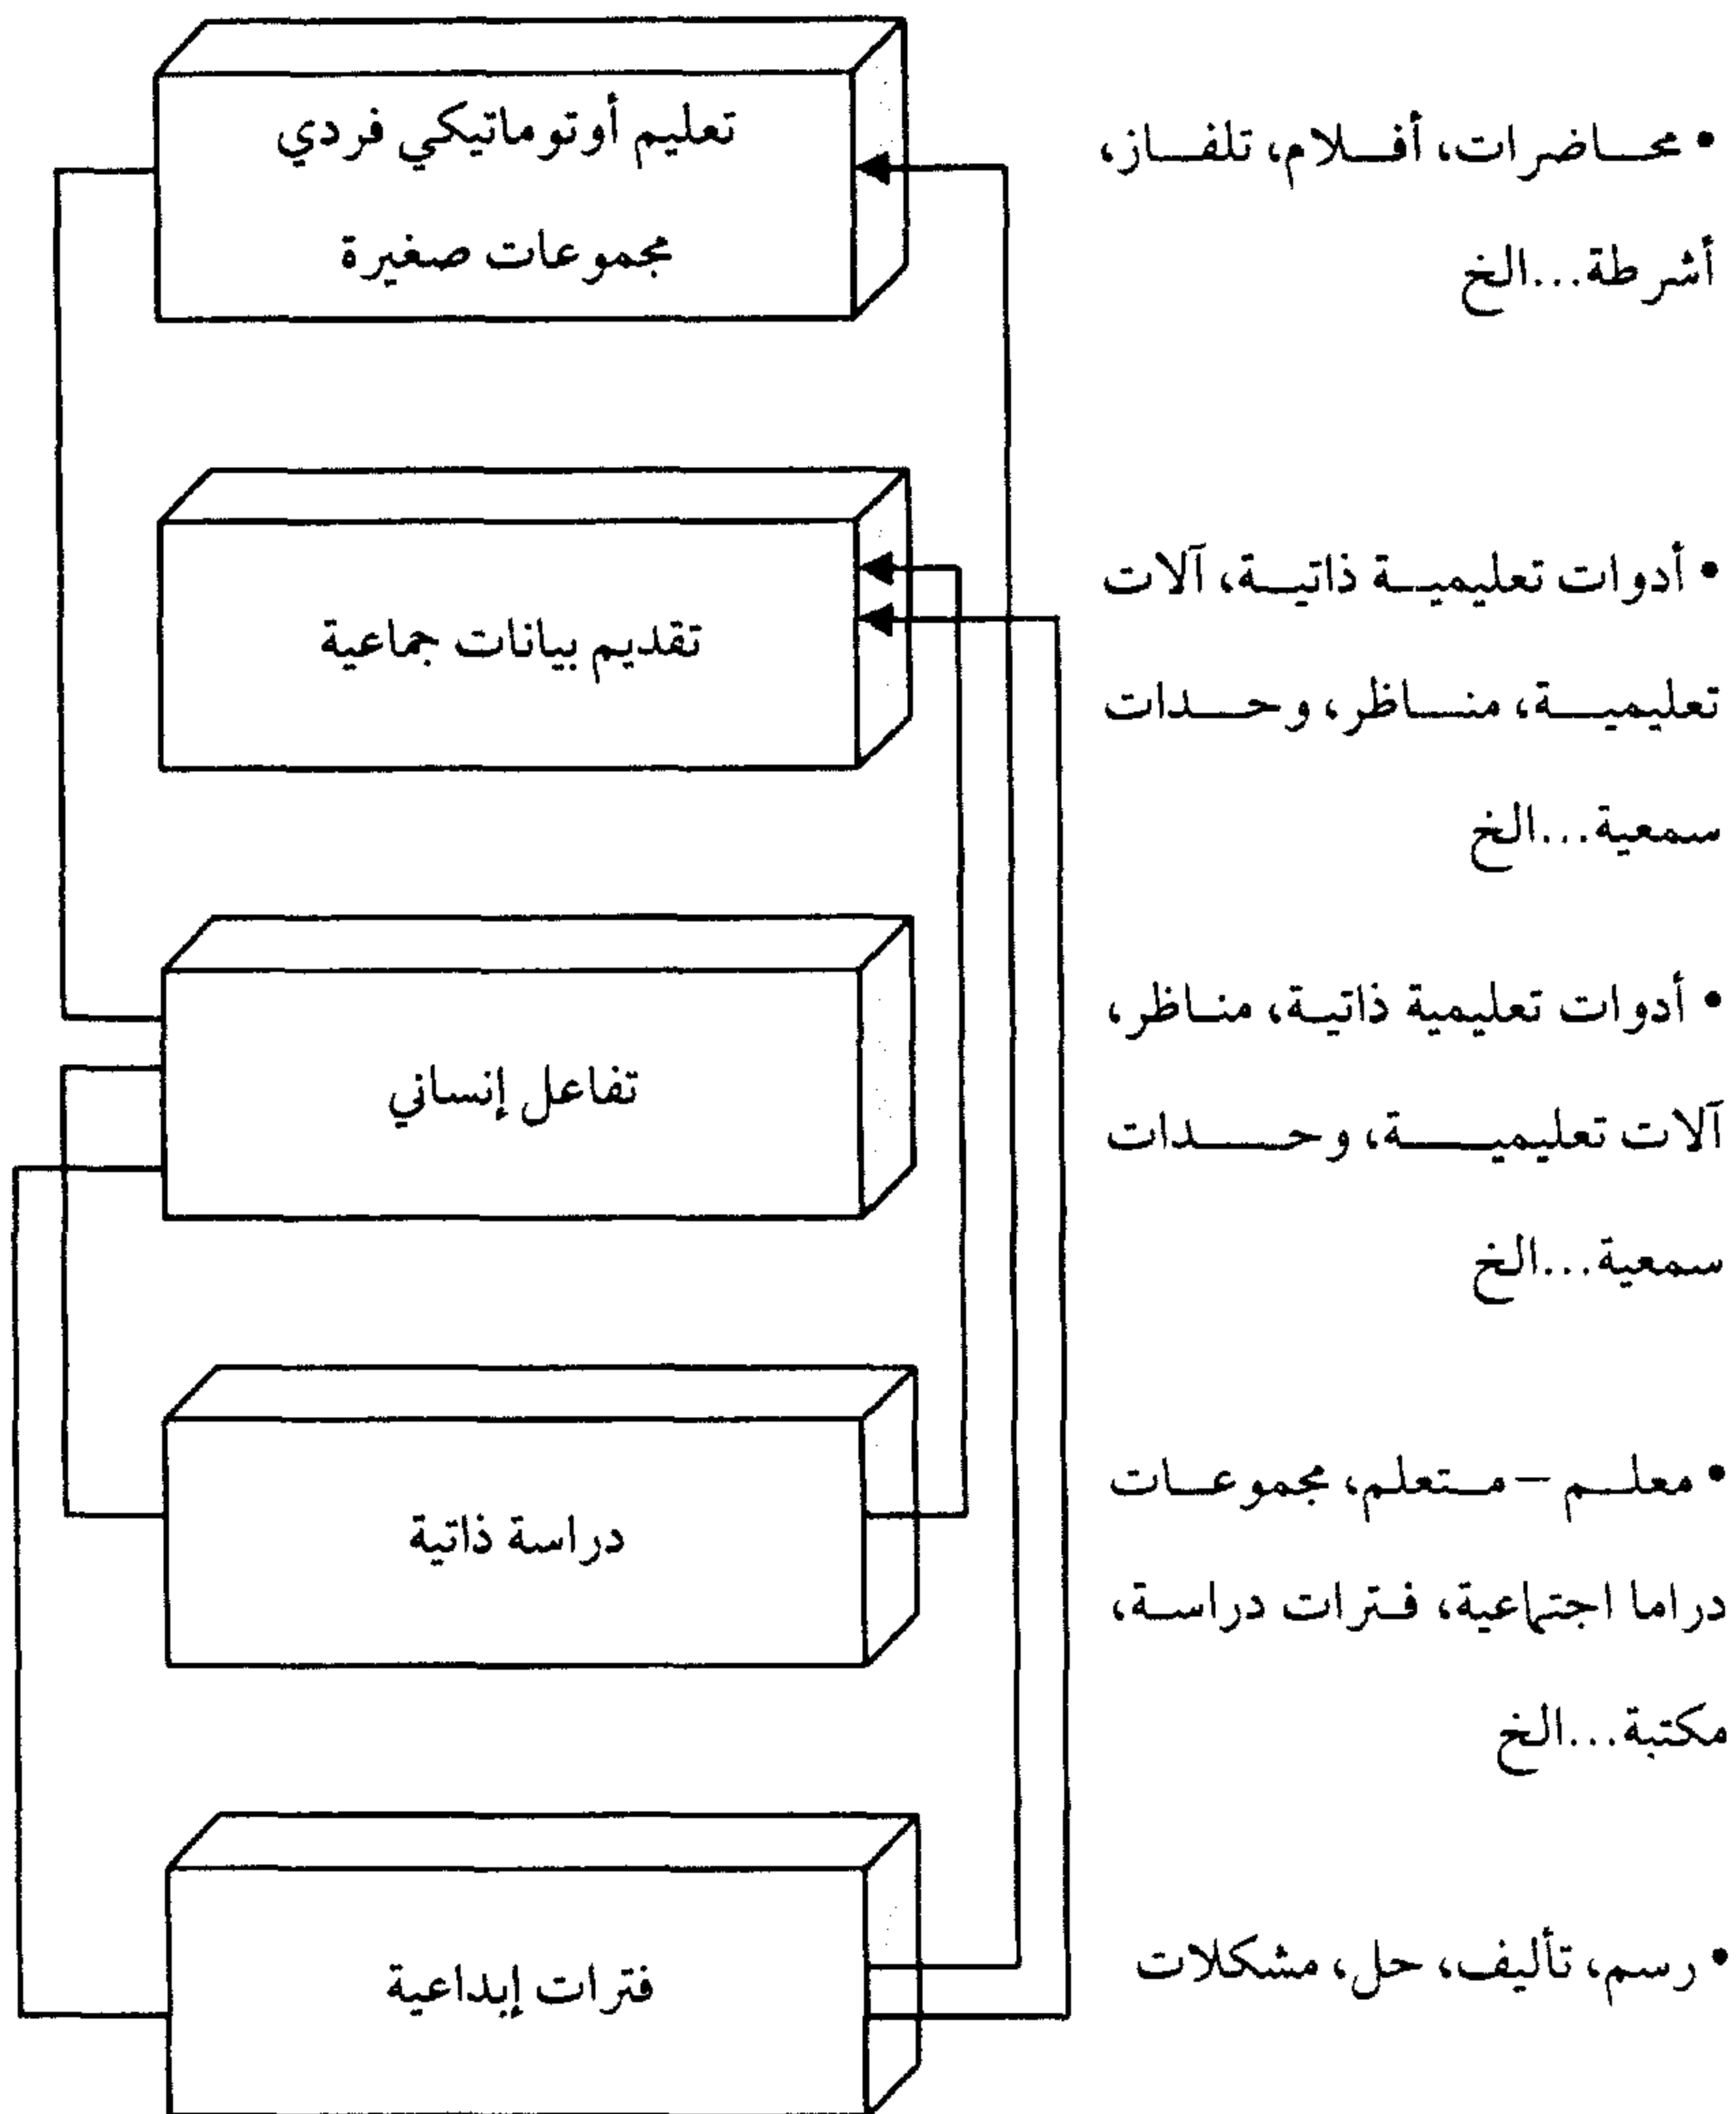 • محاضرات، أفلام، تلفاز،
أشرطة...الخ
تعليم أوتوماتيكي فردي
مجموعات صغيرة
• أدوات تعليمية ذاتية، آلات
تعليمية، مناظر، وحدات
سمعية...الخ
تقديم بيانات جماعية
• أدوات تعليمية ذاتية، مناظر،
آلات تعليمية، وحدات
سمعية...الخ
تفاعل إنساني
• معلم – متعلم، مجموعات
دراما اجتماعية، فترات دراسة،
مكتبة...الخ
دراسة ذاتية
• رسم، تأليف، حل، مشكلات
فترات إبداعية